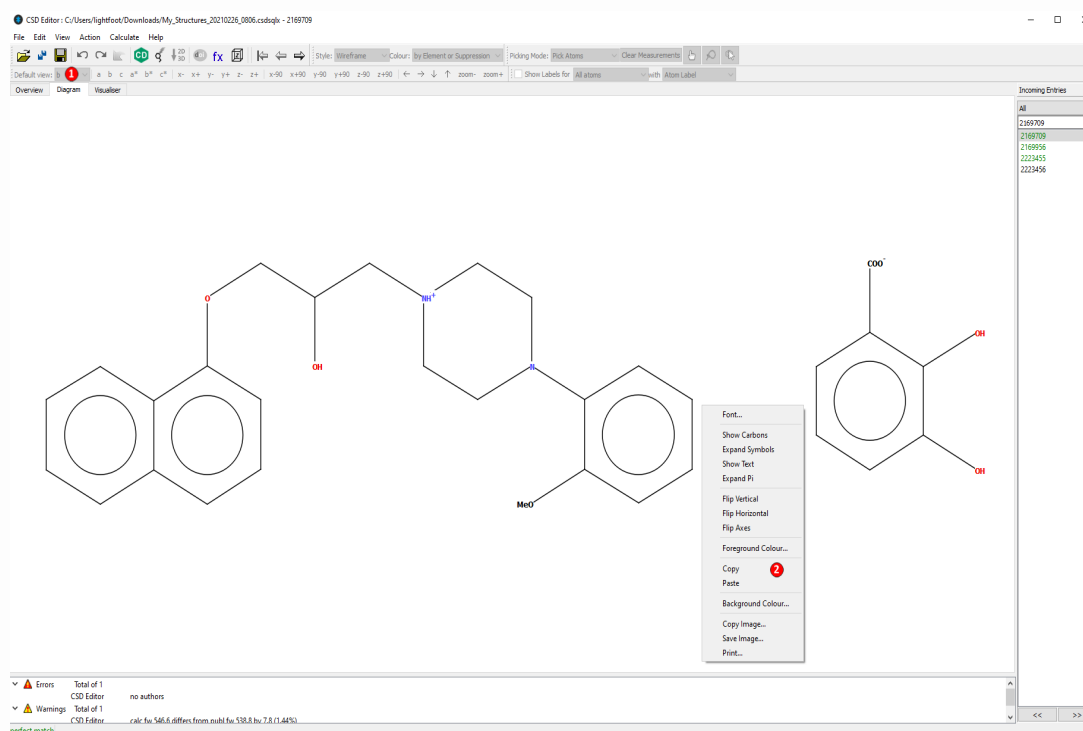 CSD Editor : C:/Users/lightfoot/Downloads/My_Structures_20210226_0806.csdsqlx - 2169709
File Edit View Action Calculate Help
CD 2D 3D fx Style: Wireframe Colour: by Element or Suppression Picking Mode: Pick Atoms Clear Measurements
Default view: b 1 a b c a* b* c* x- x+ y- y+ z- z+ x-90 x+90 y-90 y+90 z-90 z+90 ← → ↓ ↑ zoom- zoom+ Show Labels for All atoms with Atom Label
Overview Diagram Visualiser
Incoming Entries
All
2169709
2169709
2169956
2223455
2223456
COO-
O
NH+
OH
OH
N
OH
MeO
Font...
Show Carbons
Expand Symbols
Show Text
Expand Pi
Flip Vertical
Flip Horizontal
Flip Axes
Foreground Colour...
Copy 2
Paste
Background Colour...
Copy Image...
Save Image...
Print...
Errors Total of 1
CSD Editor no authors
Warnings Total of 1
CSD Editor calc fw 546.6 differs from publ fw 538.8 by 7.8 (1.44%)
<< >>
perfect match